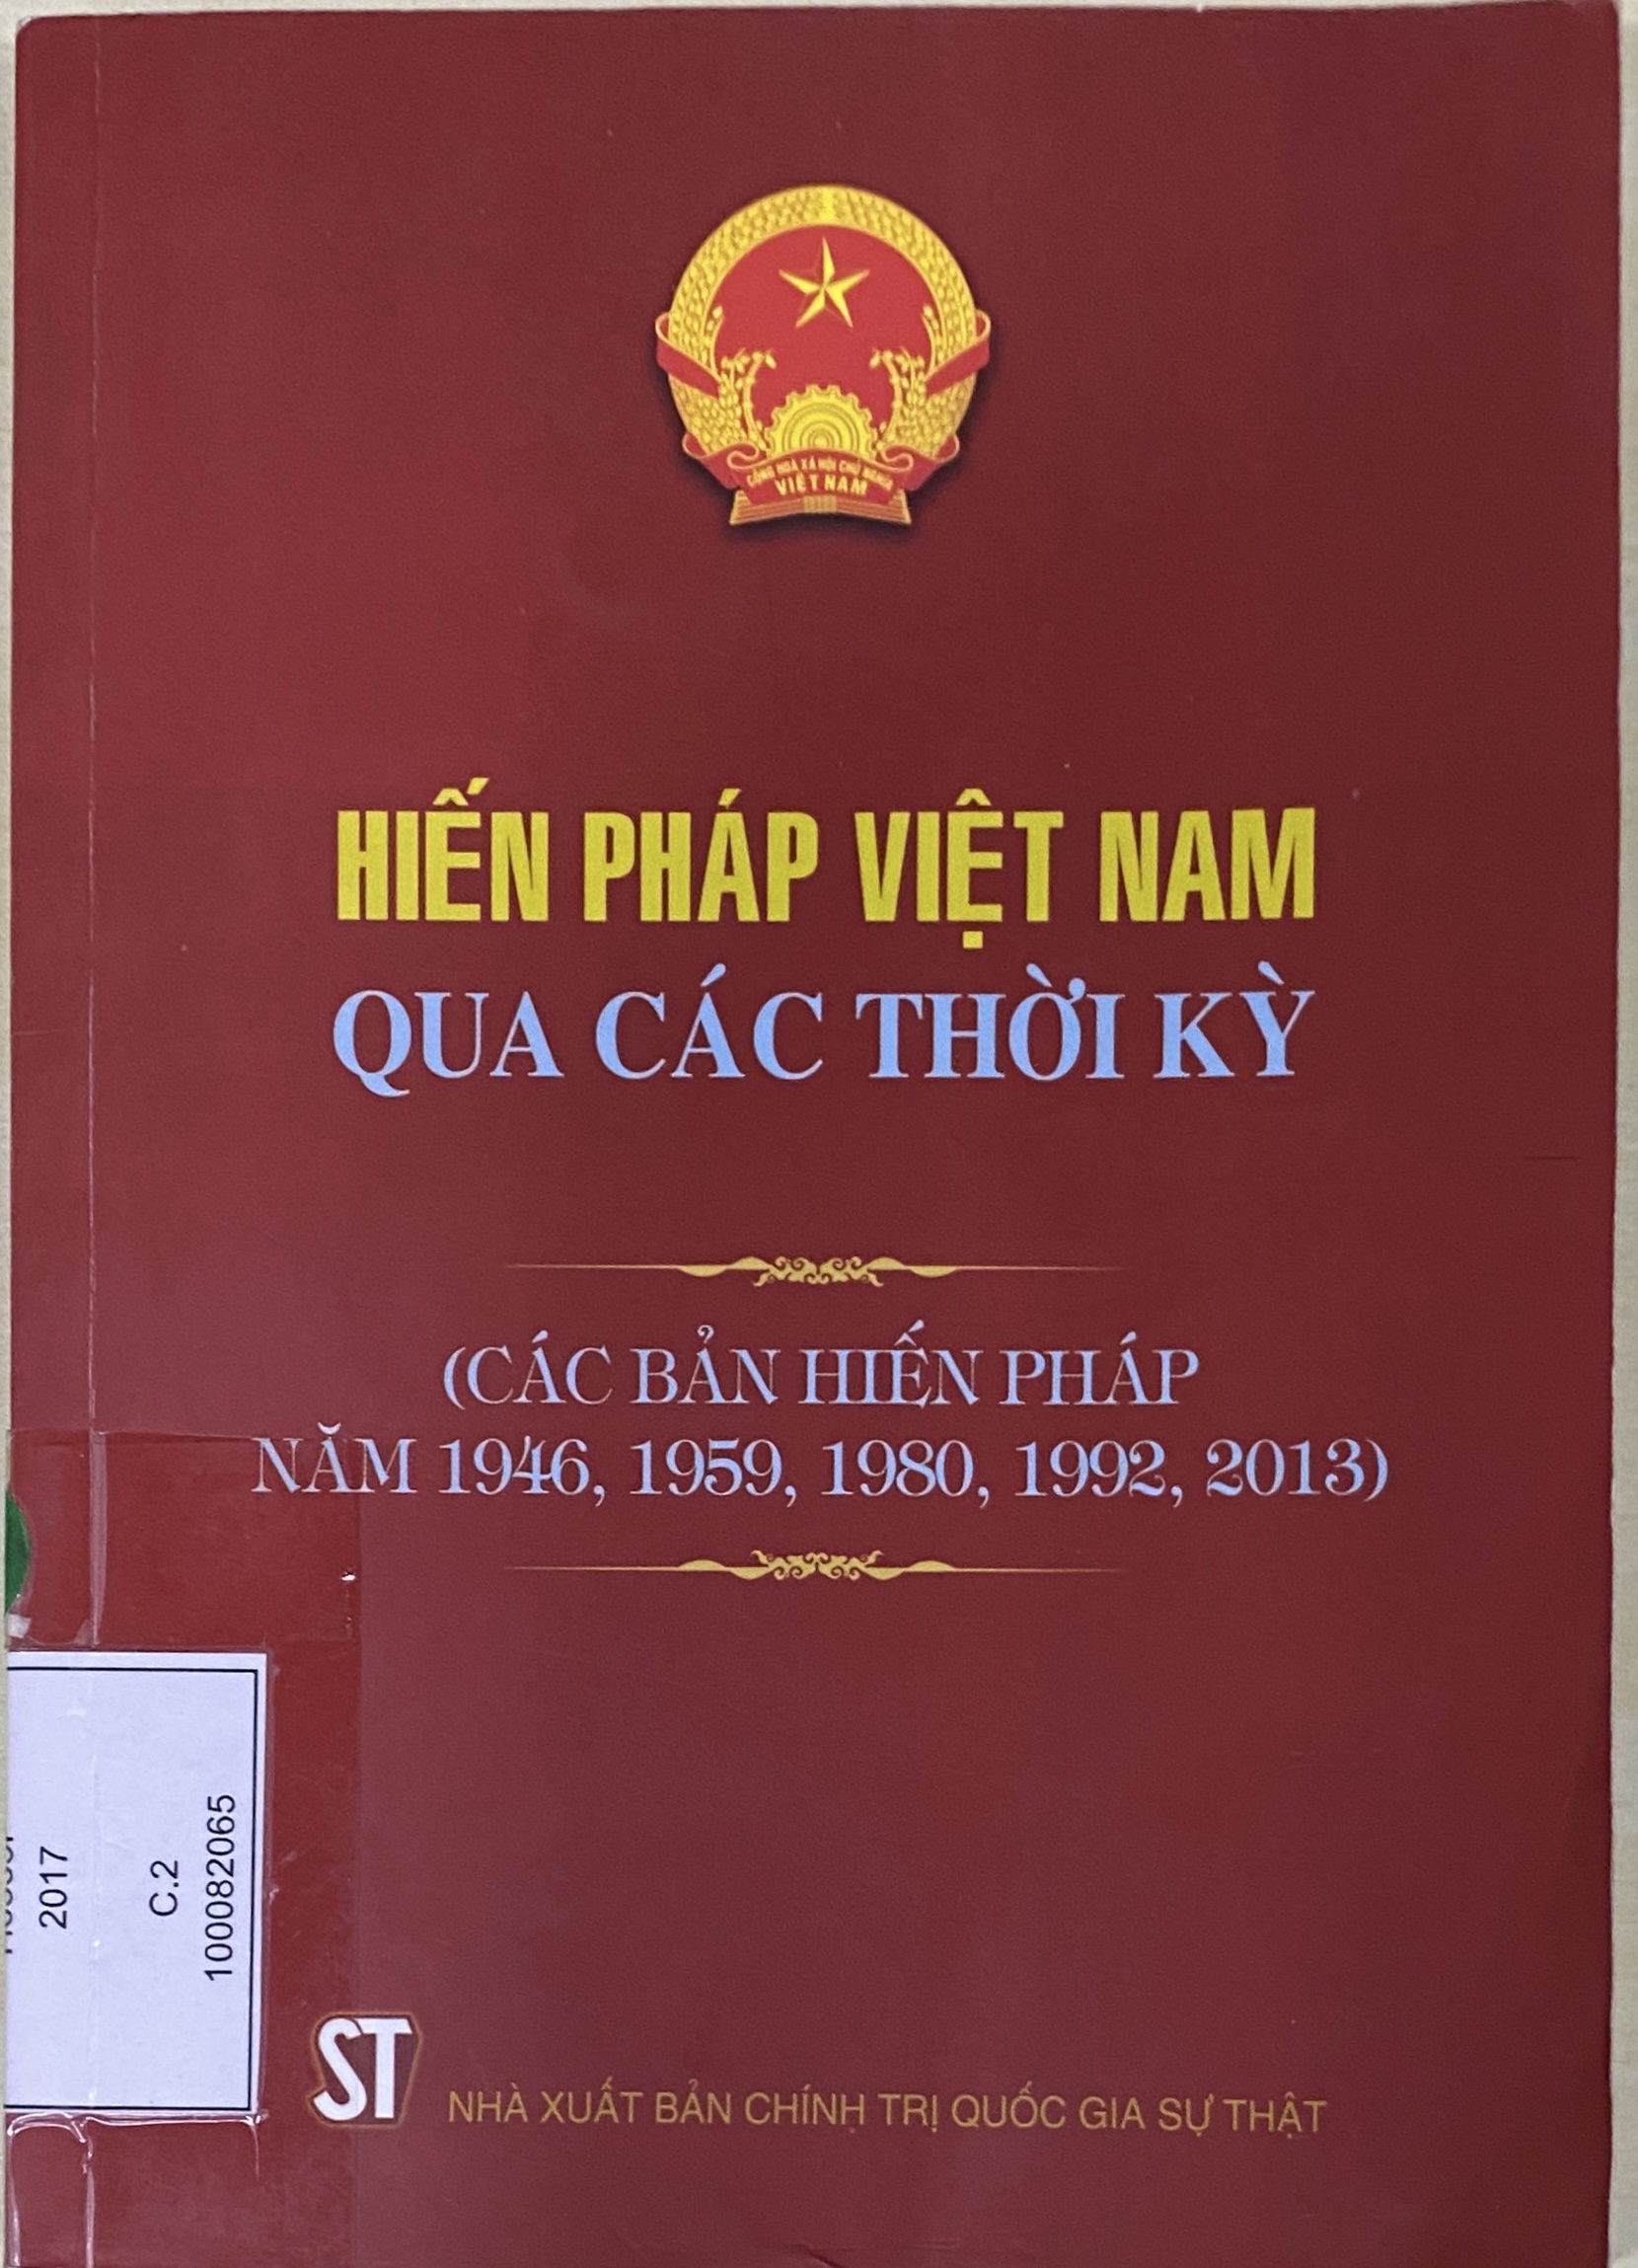 CỘNG HOÀ XÃ HỘI CHỦ NGHĨA
VIỆT NAM
HIẾN PHÁP VIỆT NAM
QUA CÁC THỜI KỲ
(CÁC BẢN HIẾN PHÁP
NĂM 1946, 1959, 1980, 1992, 2013)
2017
C.2
100082065
ST
NHÀ XUẤT BẢN CHÍNH TRỊ QUỐC GIA SỰ THẬT